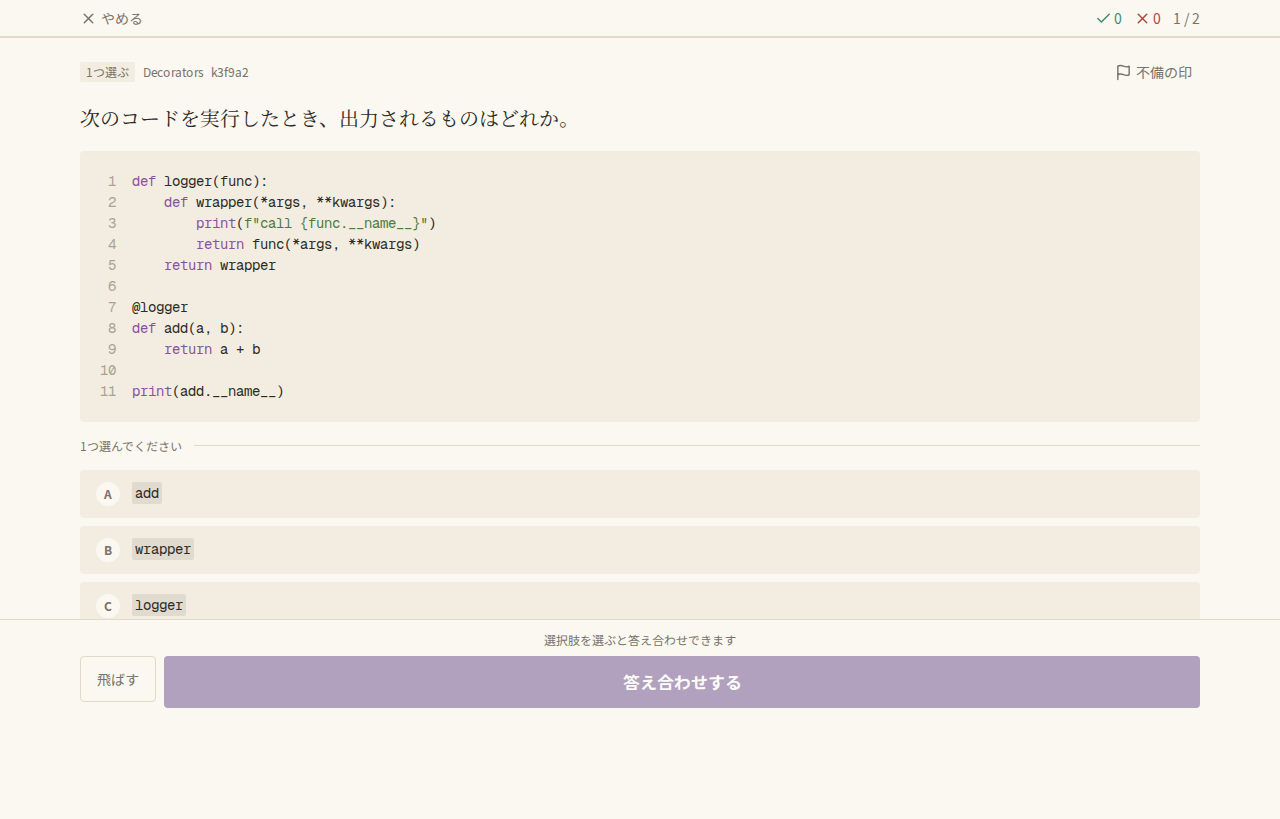 やめる
0 0 1 / 2
1つ選ぶ Decorators k3f9a2
不備の印
次のコードを実行したとき、出力されるものはどれか。
1 def logger(func):
2     def wrapper(*args, **kwargs):
3         print(f"call {func.__name__}")
4         return func(*args, **kwargs)
5     return wrapper
6
7 @logger
8 def add(a, b):
9     return a + b
10
11 print(add.__name__)
1つ選んでください
A add
B wrapper
C logger
選択肢を選ぶと答え合わせできます
飛ばす
答え合わせする